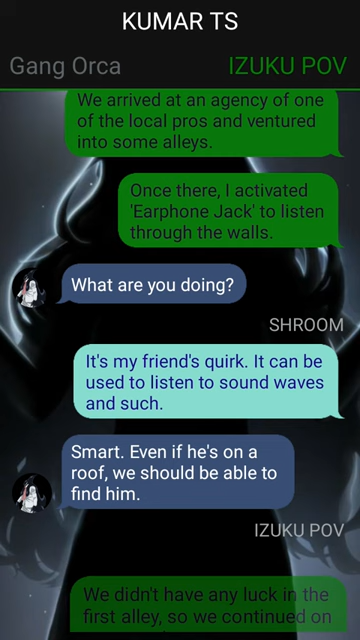 KUMAR TS
Gang Orca
IZUKU POV
We arrived at an agency of one
of the local pros and ventured
into some alleys.
Once there, I activated
'Earphone Jack' to listen
through the walls.
What are you doing?
SHROOM
It's my friend's quirk. It can be
used to listen to sound waves
and such.
Smart. Even if he's on a
roof, we should be able to
find him.
IZUKU POV
We didn't have any luck in the
first alley, so we continued on